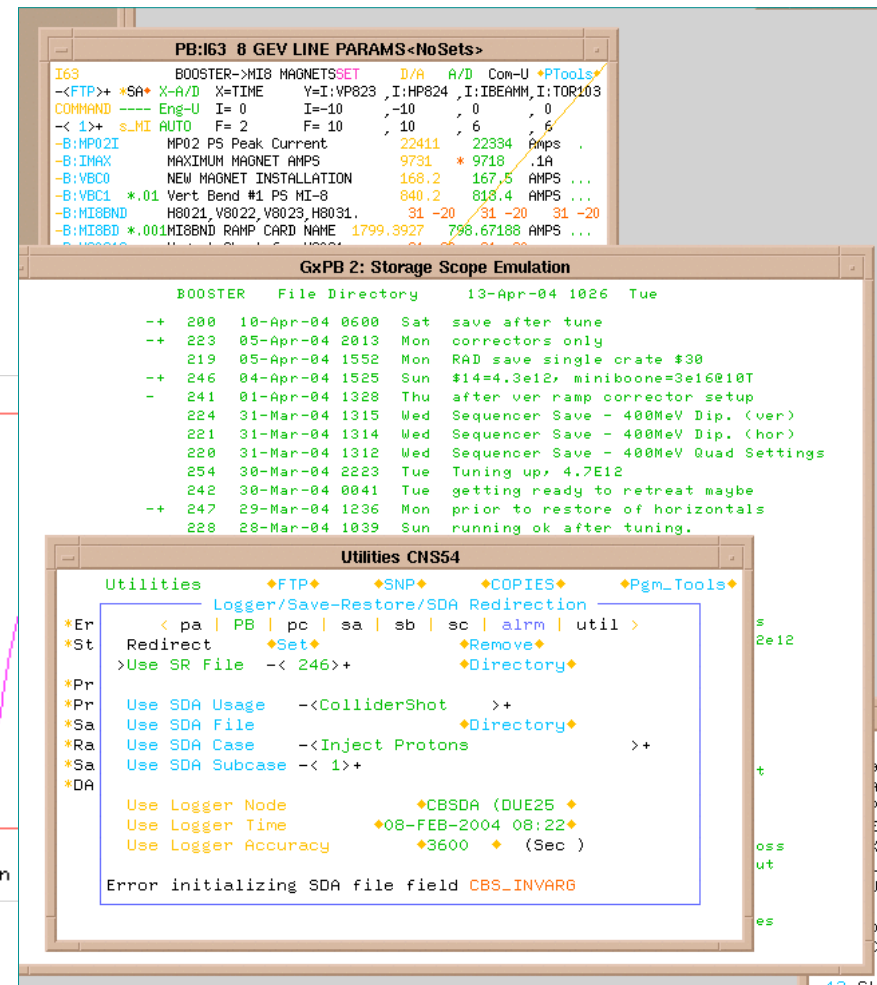 PB:I63 8 GEV LINE PARAMS<NoSets>
I63 BOOSTER->MI8 MAGNETSSET D/A A/D Com-U ◆PTools◆
-<FTP>+ *SA◆ X-A/D X=TIME Y=I:VP823 ,I:HP824 ,I:IBEAMM,I:TOR103
COMMAND ---- Eng-U I= 0 I=-10 ,-10 , 0 , 0
-< 1>+ s_MI AUTO F= 2 F= 10 , 10 , 6 , 6
-B:MP02I MP02 PS Peak Current 22411 22334 Amps .
-B:IMAX MAXIMUM MAGNET AMPS 9731 * 9718 .1A
-B:VBC0 NEW MAGNET INSTALLATION 168.2 167.5 AMPS ...
-B:VBC1 *.01 Vert Bend #1 PS MI-8 840.2 813.4 AMPS ...
-B:MI8BND H8021,V8022,V8023,H8031. 31 -20 31 -20 31 -20
-B:MI8BD *.001MI8BND RAMP CARD NAME 1799.3927 798.67188 AMPS ...
GxPB 2: Storage Scope Emulation
BOOSTER File Directory 13-Apr-04 1026 Tue
-+ 200 10-Apr-04 0600 Sat save after tune
-+ 223 05-Apr-04 2013 Mon correctors only
219 05-Apr-04 1552 Mon RAD save single crate $30
-+ 246 04-Apr-04 1525 Sun $14=4.3e12, miniboone=3e16@10T
- 241 01-Apr-04 1328 Thu after ver ramp corrector setup
224 31-Mar-04 1315 Wed Sequencer Save - 400MeV Dip. (ver)
221 31-Mar-04 1314 Wed Sequencer Save - 400MeV Dip. (hor)
220 31-Mar-04 1312 Wed Sequencer Save - 400MeV Quad Settings
254 30-Mar-04 2223 Tue Tuning up, 4.7E12
242 30-Mar-04 0041 Tue getting ready to retreat maybe
-+ 247 29-Mar-04 1236 Mon prior to restore of horizontals
228 28-Mar-04 1039 Sun running ok after tuning.
Utilities CNS54
Utilities ◆FTP◆ ◆SNP◆ ◆COPIES◆ ◆Pgm_Tools◆
Logger/Save-Restore/SDA Redirection
*Er < pa | PB | pc | sa | sb | sc | alrm | util > s
*St Redirect ◆Set◆ ◆Remove◆ 2e12
>Use SR File -< 246>+ ◆Directory◆
*Pr
*Pr Use SDA Usage -<ColliderShot >+
*Sa Use SDA File ◆Directory◆
*Ra Use SDA Case -<Inject Protons >+
*Sa Use SDA Subcase -< 1>+ t
*DA
Use Logger Node ◆CBSDA (DUE25 ◆
Use Logger Time ◆08-FEB-2004 08:22◆
Use Logger Accuracy ◆3600 ◆ (Sec ) oss
ut
n
Error initializing SDA file field CBS_INVARG
es